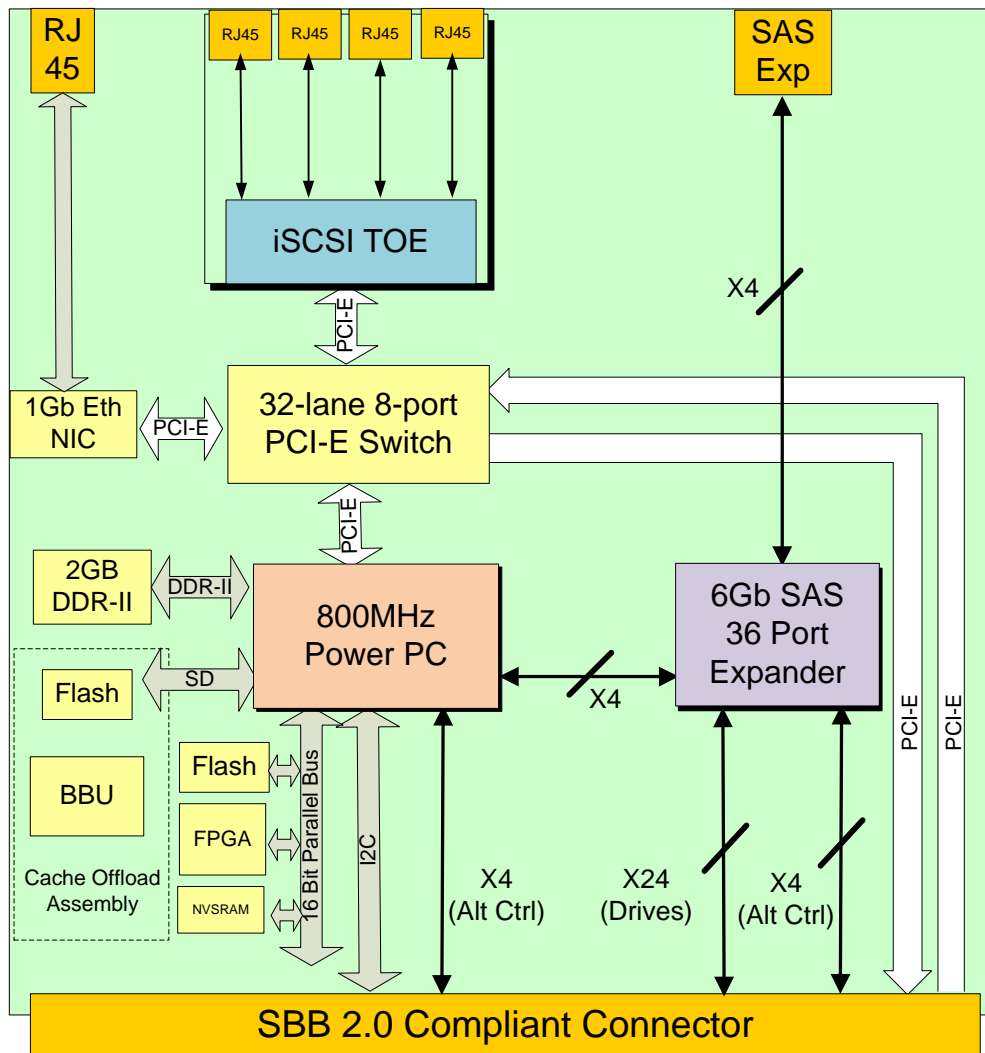 RJ
45
RJ45
RJ45
RJ45
RJ45
SAS
Exp
iSCSI TOE
X4
PCI-E
1Gb Eth
NIC
PCI-E
32-lane 8-port
PCI-E Switch
PCI-E
2GB
DDR-II
DDR-II
800MHz
Power PC
6Gb SAS
36 Port
Expander
Flash
SD
X4
PCI-E
PCI-E
BBU
Cache Offload
Assembly
Flash
FPGA
NVSRAM
16 Bit Parallel Bus
I2C
X4
(Alt Ctrl)
X24
(Drives)
X4
(Alt Ctrl)
SBB 2.0 Compliant Connector